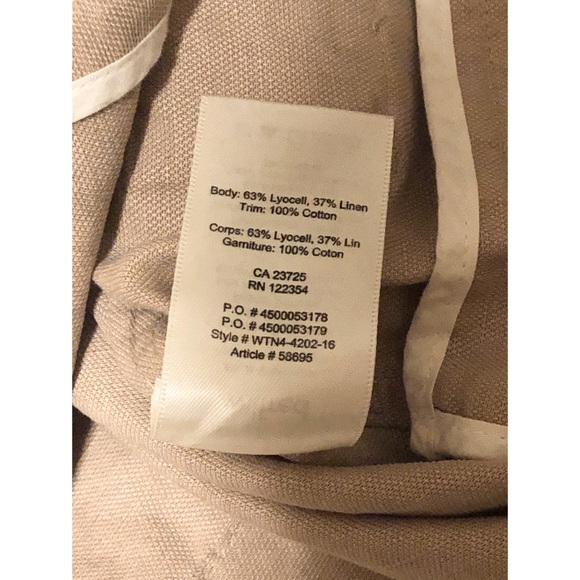 Body: 63% Lyocell, 37% Linen
Trim: 100% Cotton
Corps: 63% Lyocell, 37% Lin
Garniture: 100% Coton
CA 23725
RN 122354
P.O. # 4500053178
P.O. # 4500053179
Style # WTN4-4202-16
Article # 58695